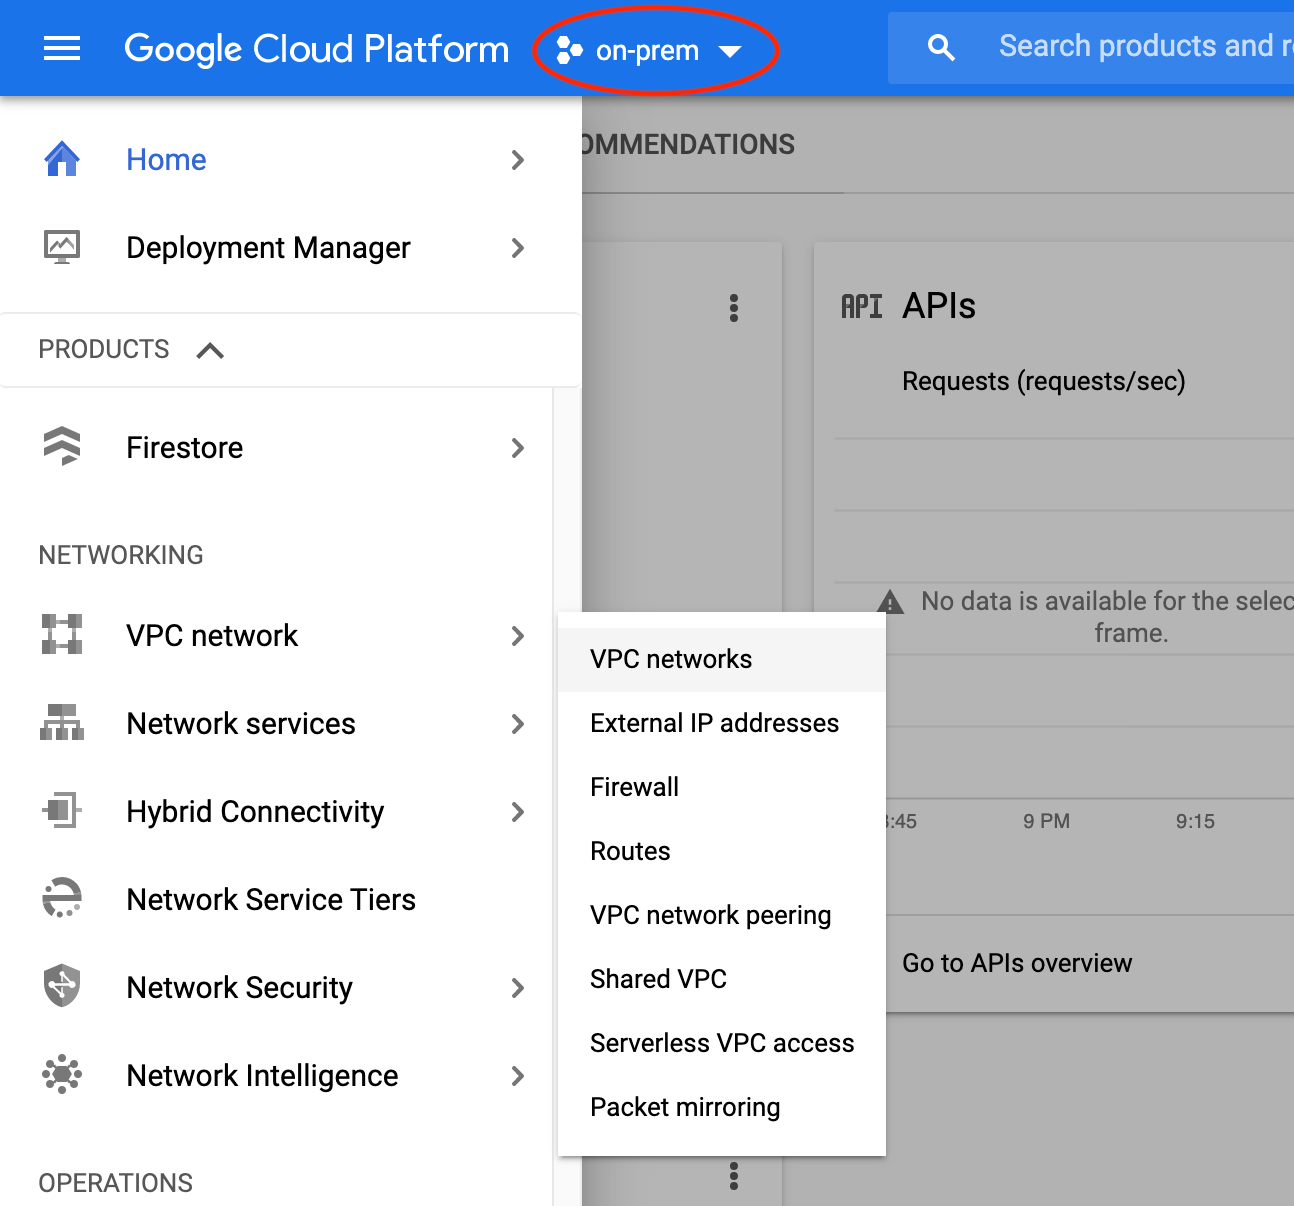 Google Cloud Platform
on-prem
Search products and
Home
Deployment Manager
PRODUCTS
Firestore
NETWORKING
VPC network
Network services
Hybrid Connectivity
Network Service Tiers
Network Security
Network Intelligence
OPERATIONS
VPC networks
External IP addresses
Firewall
Routes
VPC network peering
Shared VPC
Serverless VPC access
Packet mirroring
OMMENDATIONS
API APIs
Requests (requests/sec)
No data is available for the selec
frame.
:45 9 PM 9:15
Go to APIs overview